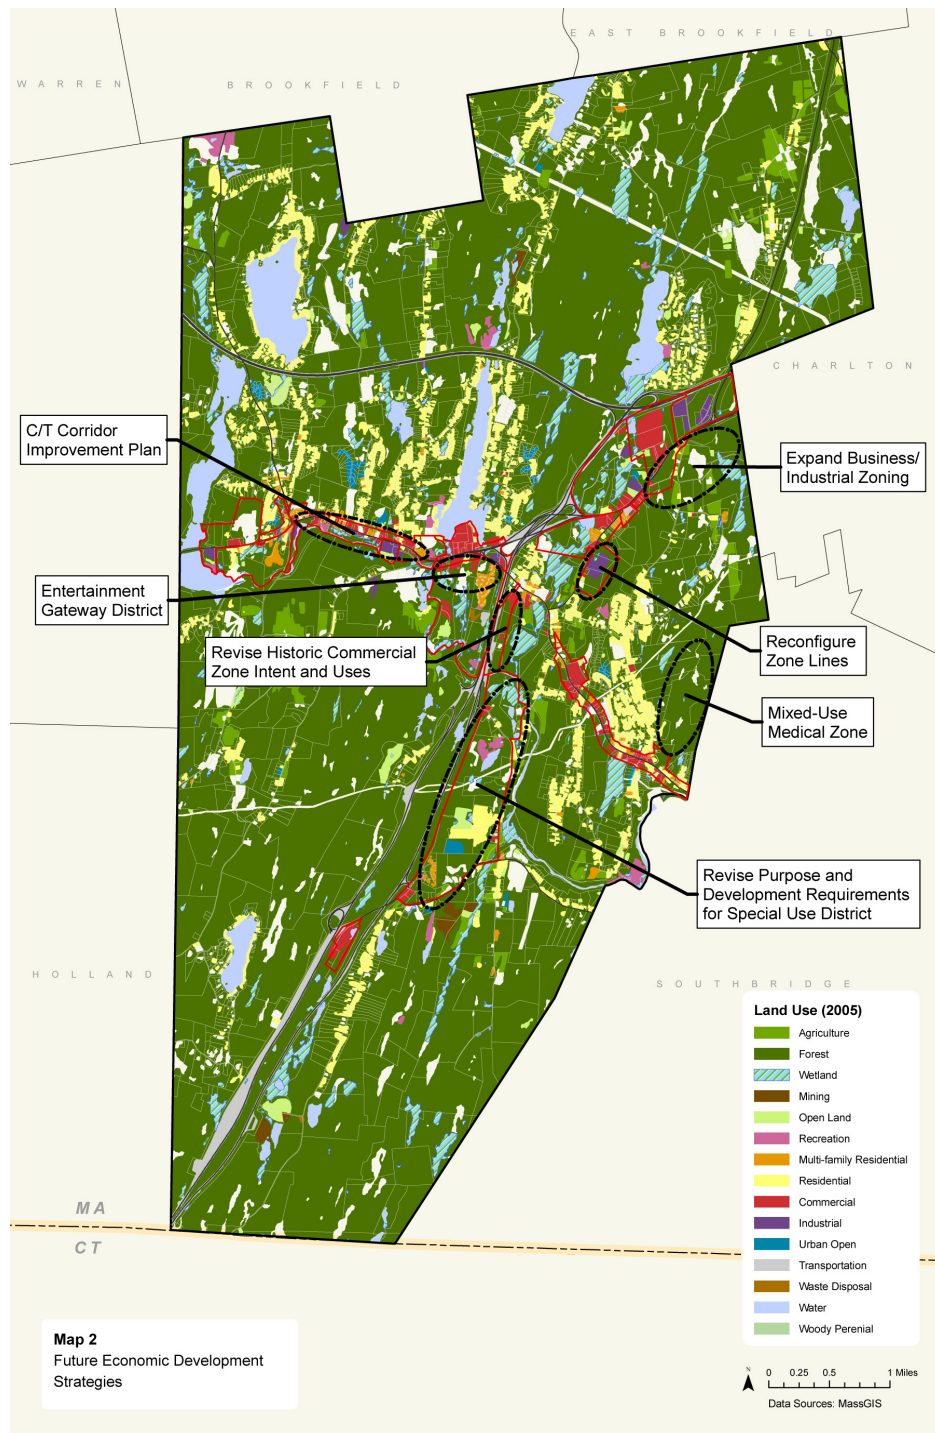 EAST BROOKFIELD
WARREN
BROOKFIELD
CHARLTON
C/T Corridor
Improvement Plan
Expand Business/
Industrial Zoning
Entertainment
Gateway District
Revise Historic Commercial
Zone Intent and Uses
Reconfigure
Zone Lines
Mixed-Use
Medical Zone
Revise Purpose and
Development Requirements
for Special Use District
HOLLAND
SOUTHBRIDGE
Land Use (2005)
Agriculture
Forest
Wetland
Mining
Open Land
Recreation
Multi-family Residential
Residential
Commercial
Industrial
Urban Open
Transportation
Waste Disposal
Water
Woody Perenial
MA
CT
Map 2
Future Economic Development
Strategies
N
0 0.25 0.5 1 Miles
Data Sources: MassGIS